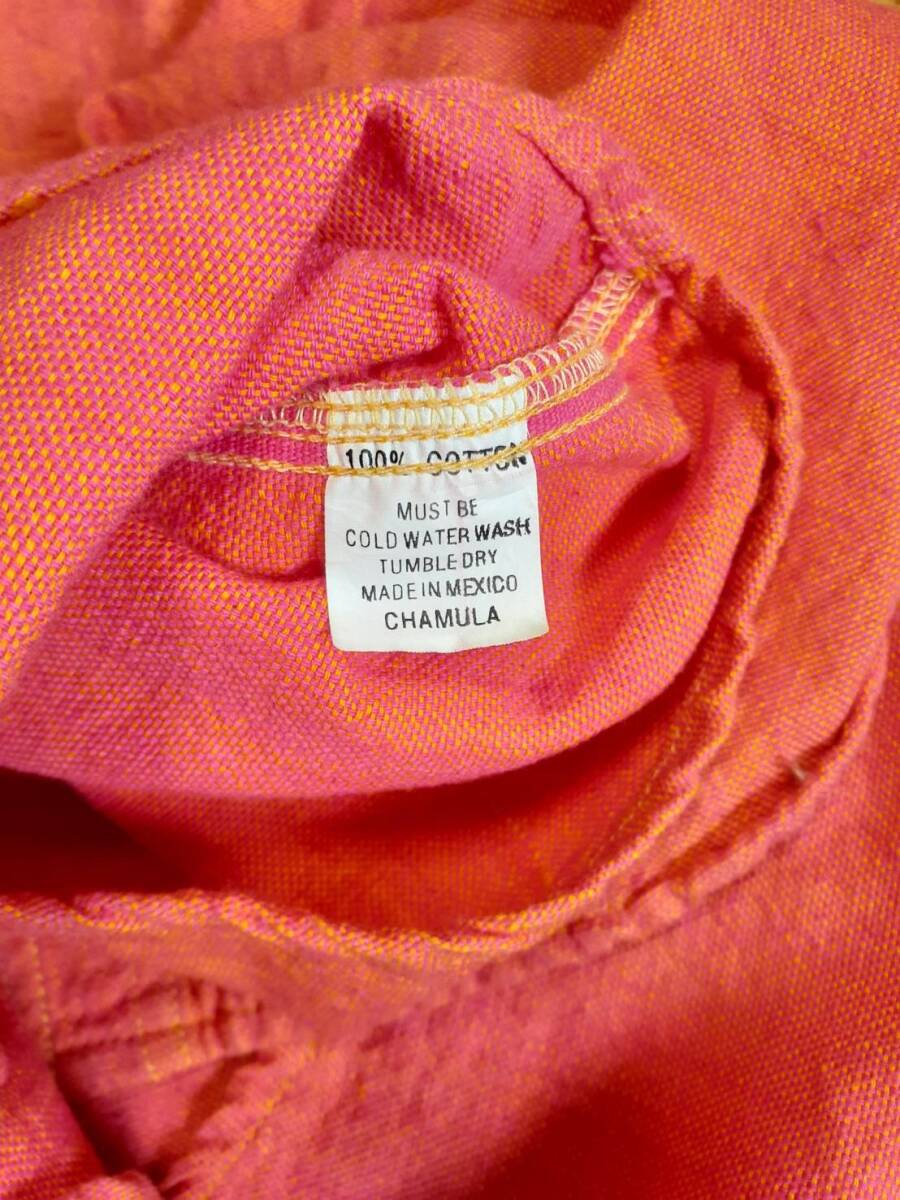 100% COTTON
MUST BE
COLD WATER WASH
TUMBLE DRY
MADE IN MEXICO
CHAMULA